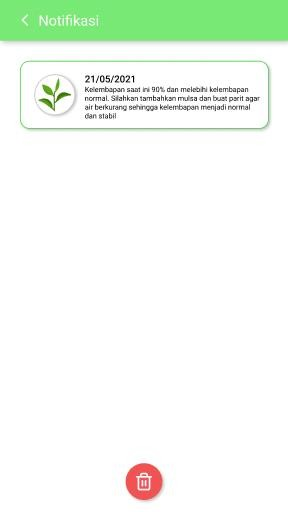 Notifikasi
21/05/2021
Kelembapan saat ini 90% dan melebihi kelembapan
normal. Silahkan tambahkan mulsa dan buat parit agar
air berkurang sehingga kelembapan menjadi normal
dan stabil